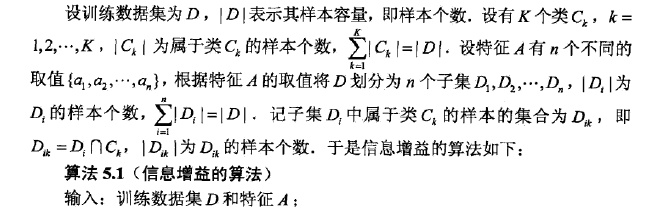 设训练数据集为 D，|D|表示其样本容量，即样本个数．设有 K 个类 C_k，k =
1,2,⋯,K，|C_k|为属于类 C_k 的样本个数，∑_{k=1}^{K}|C_k|=|D|．设特征 A 有 n 个不同的
取值{a_1,a_2,⋯,a_n}，根据特征 A 的取值将 D 划分为 n 个子集 D_1,D_2,⋯,D_n，|D_i|为
D_i 的样本个数，∑_{i=1}^{n}|D_i|=|D|．记子集 D_i 中属于类 C_k 的样本的集合为 D_{ik}，即
D_{ik} = D_i ⋂ C_k，|D_{ik}|为 D_{ik} 的样本个数．于是信息增益的算法如下：
算法 5.1（信息增益的算法）
输入：训练数据集 D 和特征 A；